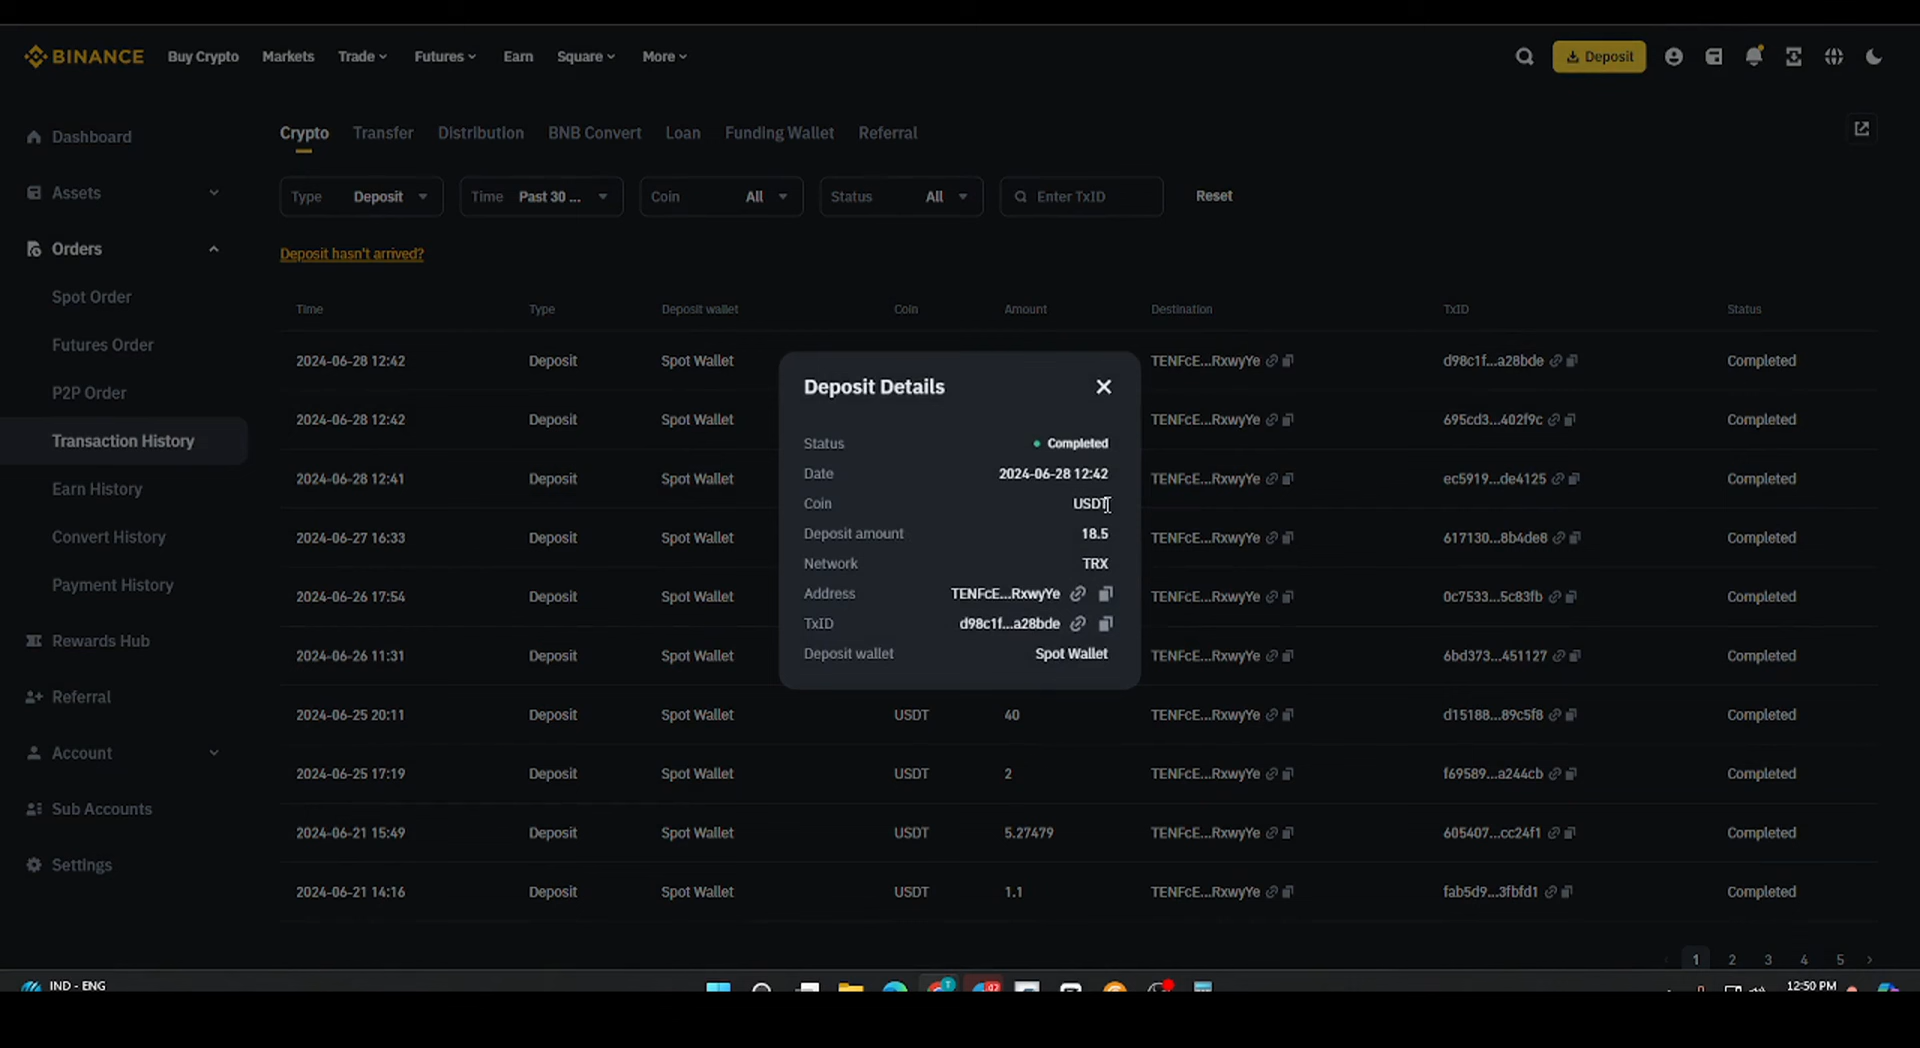 BINANCE Buy Crypto Markets Trade Futures Earn Square More Deposit
Dashboard
Assets
Orders
Spot Order
Futures Order
P2P Order
Transaction History
Earn History
Convert History
Payment History
Rewards Hub
Referral
Account
Sub Accounts
Settings
Crypto Transfer Distribution BNB Convert Loan Funding Wallet Referral
Type Deposit Time Past 30 ... Coin All Status All Enter TxID Reset
Deposit hasn't arrived?
Time Type Deposit wallet Coin Amount Destination TxID Status
2024-06-28 12:42 Deposit Spot Wallet TENFcE...RxwyYe d98c1f...a28bde Completed
2024-06-28 12:42 Deposit Spot Wallet TENFcE...RxwyYe 695cd3...402f9c Completed
2024-06-28 12:41 Deposit Spot Wallet TENFcE...RxwyYe ec5919...de4125 Completed
2024-06-27 16:33 Deposit Spot Wallet TENFcE...RxwyYe 617130...8b4de8 Completed
2024-06-26 17:54 Deposit Spot Wallet TENFcE...RxwyYe 0c7533...5c83fb Completed
2024-06-26 11:31 Deposit Spot Wallet TENFcE...RxwyYe 6bd373...451127 Completed
2024-06-25 20:11 Deposit Spot Wallet USDT 40 TENFcE...RxwyYe d15188...89c5f8 Completed
2024-06-25 17:19 Deposit Spot Wallet USDT 2 TENFcE...RxwyYe f69589...a244cb Completed
2024-06-21 15:49 Deposit Spot Wallet USDT 5.27479 TENFcE...RxwyYe 605407...cc24f1 Completed
2024-06-21 14:16 Deposit Spot Wallet USDT 1.1 TENFcE...RxwyYe fab5d9...3fbfd1 Completed
Deposit Details
Status Completed
Date 2024-06-28 12:42
Coin USDT
Deposit amount 18.5
Network TRX
Address TENFcE...RxwyYe
TxID d98c1f...a28bde
Deposit wallet Spot Wallet
1 2 3 4 5
IND - ENG
12:50 PM